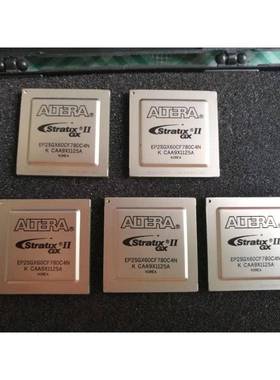 ALTERA
Stratix II
GX
EP2SGX60CF780C4N
K CAA9X1125A
KOREA
ALTERA
Stratix II
GX
EP2SGX60CF780C4N
K CAA9X1125A
KOREA
ALTERA
Stratix II
GX
EP2SGX60CF780C4N
K CAA9X1125A
KOREA
ALTERA
Stratix II
GX
EP2SGX60CF780C4N
K CAA9X1125A
KOREA
ALTERA
Stratix II
GX
EP2SGX60CF780C4N
K CAA9X1125A
KOREA